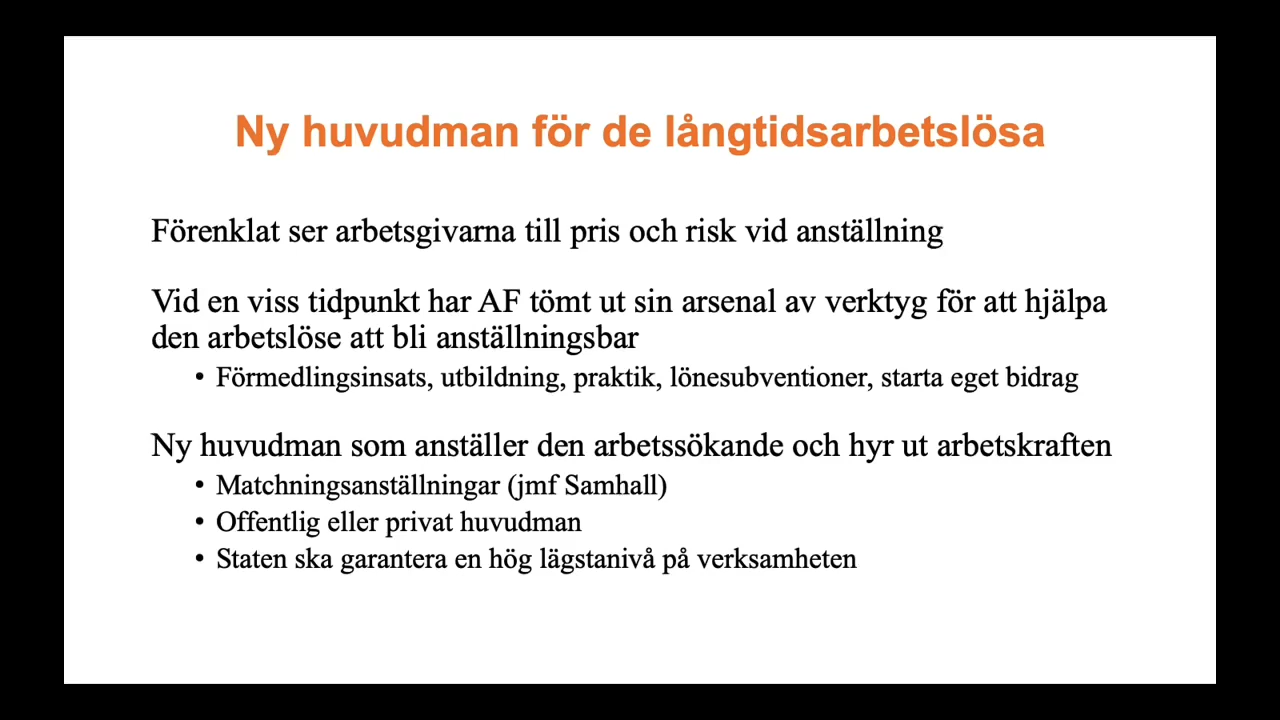 Ny huvudman för de långtidsarbetslösa
Förenklat ser arbetsgivarna till pris och risk vid anställning
Vid en viss tidpunkt har AF tömt ut sin arsenal av verktyg för att hjälpa
den arbetslöse att bli anställningsbar
• Förmedlingsinsats, utbildning, praktik, lönesubventioner, starta eget bidrag
Ny huvudman som anställer den arbetssökande och hyr ut arbetskraften
• Matchningsanställningar (jmf Samhall)
• Offentlig eller privat huvudman
• Staten ska garantera en hög lägstanivå på verksamheten